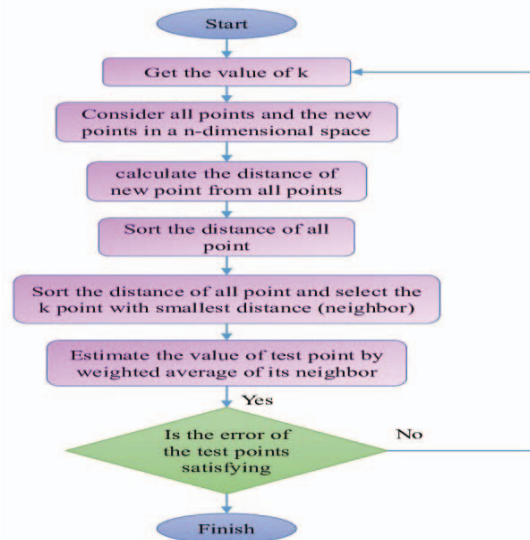 Start
Get the value of k
Consider all points and the new
points in a n-dimensional space
calculate the distance of
new point from all points
Sort the distance of all
point
Sort the distance of all point and select the
k point with smallest distance (neighbor)
Estimate the value of test point by
weighted average of its neighbor
Yes
Is the error of
the test points
satisfying
No
Finish